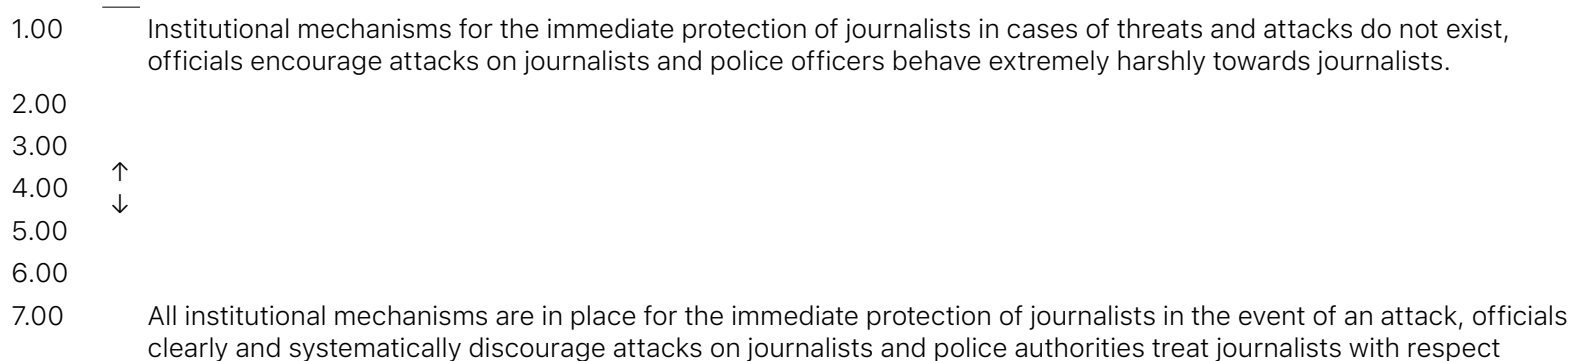 1.00 Institutional mechanisms for the immediate protection of journalists in cases of threats and attacks do not exist,
officials encourage attacks on journalists and police officers behave extremely harshly towards journalists.
2.00
3.00
↑
4.00
↓
5.00
6.00
7.00 All institutional mechanisms are in place for the immediate protection of journalists in the event of an attack, officials
clearly and systematically discourage attacks on journalists and police authorities treat journalists with respect